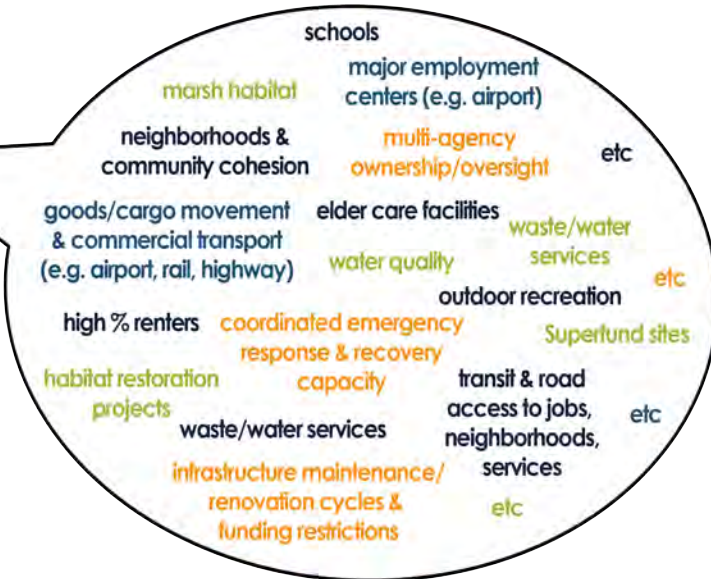 schools
marsh habitat
major employment
centers (e.g. airport)
neighborhoods &
community cohesion
multi-agency
ownership/oversight
etc
goods/cargo movement
& commercial transport
(e.g. airport, rail, highway)
elder care facilities
waste/water
services
water quality
etc
outdoor recreation
high % renters
coordinated emergency
response & recovery
capacity
Superfund sites
habitat restoration
projects
transit & road
access to jobs,
neighborhoods,
services
etc
waste/water services
infrastructure maintenance/
renovation cycles &
funding restrictions
etc